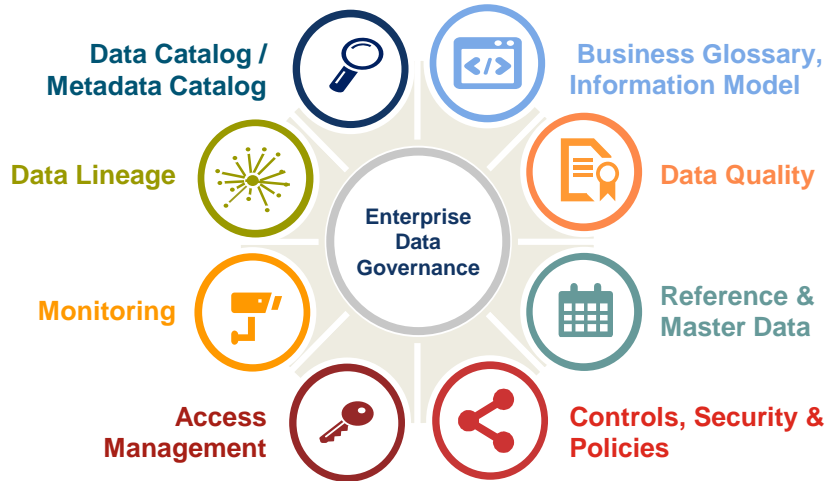 Data Catalog /
Metadata Catalog
Business Glossary,
Information Model
</>
Data Lineage
Data Quality
Enterprise
Data
Governance
Monitoring
Reference &
Master Data
Access
Management
Controls, Security &
Policies